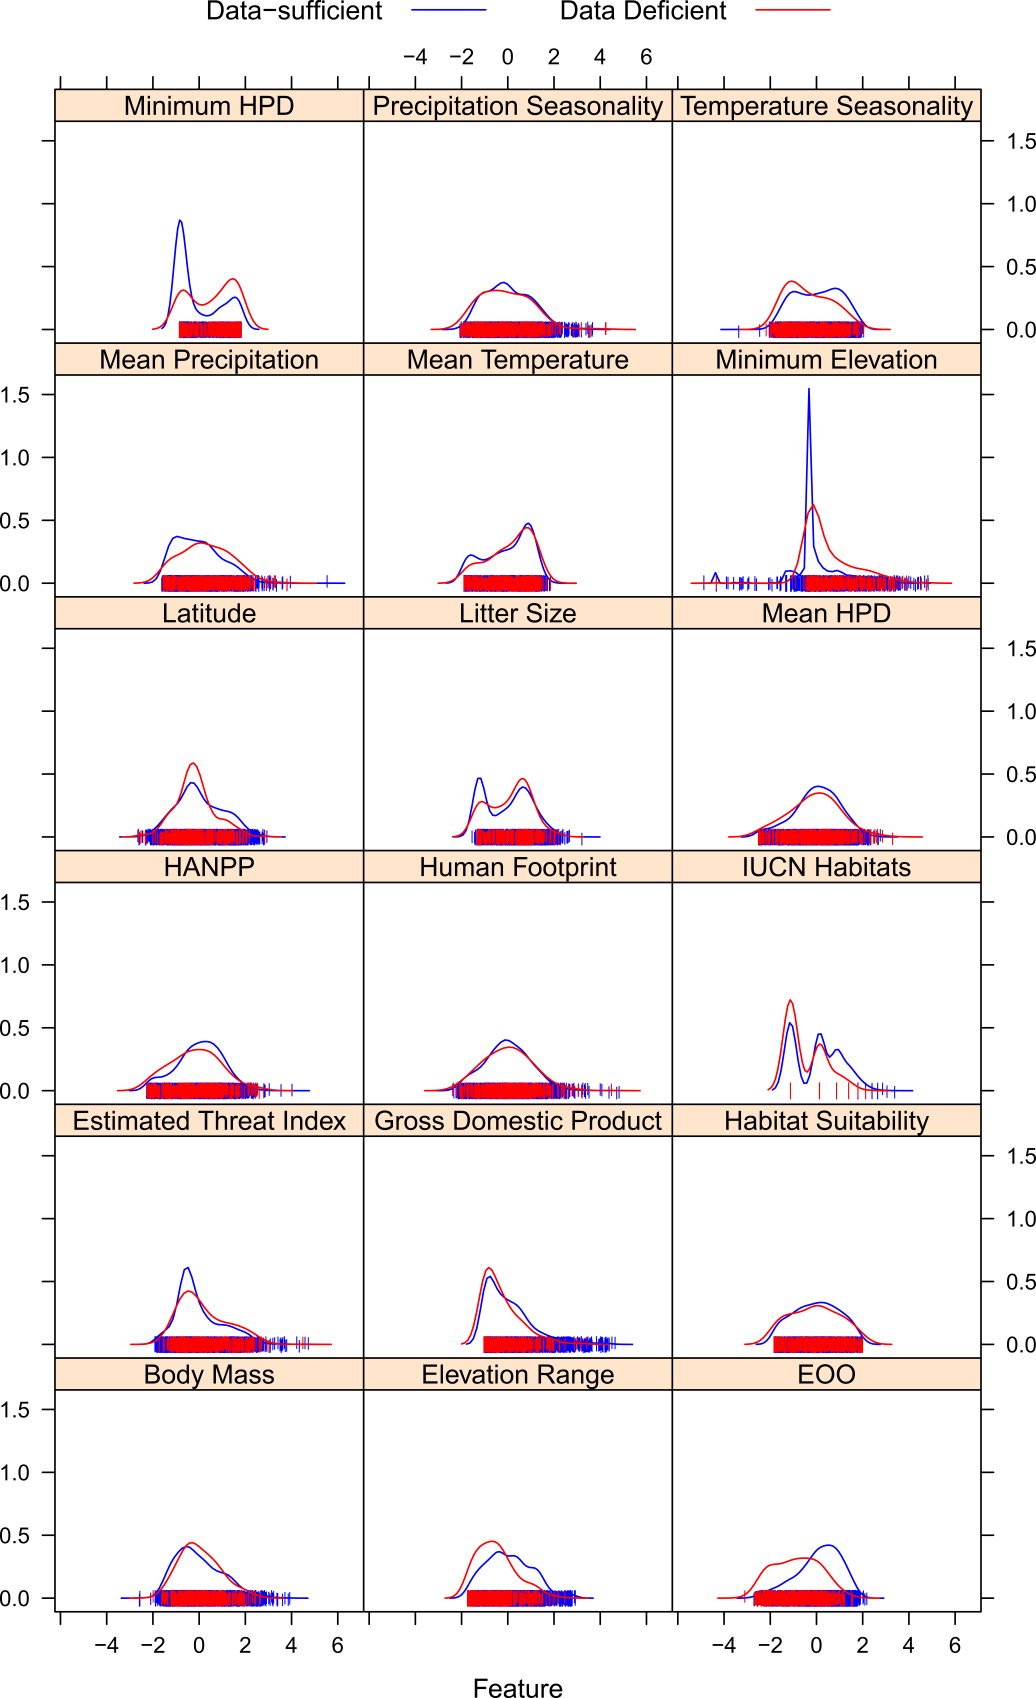 Data−sufficient Data Deficient
−4 −2 0 2 4 6
Minimum HPD Precipitation Seasonality Temperature Seasonality
1.5
1.0
0.5
0.0
Mean Precipitation Mean Temperature Minimum Elevation
1.5
1.0
0.5
0.0
Latitude Litter Size Mean HPD
1.5
1.0
0.5
0.0
HANPP Human Footprint IUCN Habitats
1.5
1.0
0.5
0.0
Estimated Threat Index Gross Domestic Product Habitat Suitability
1.5
1.0
0.5
0.0
Body Mass Elevation Range EOO
1.5
1.0
0.5
0.0
−4 −2 0 2 4 6 −4 −2 0 2 4 6
Feature